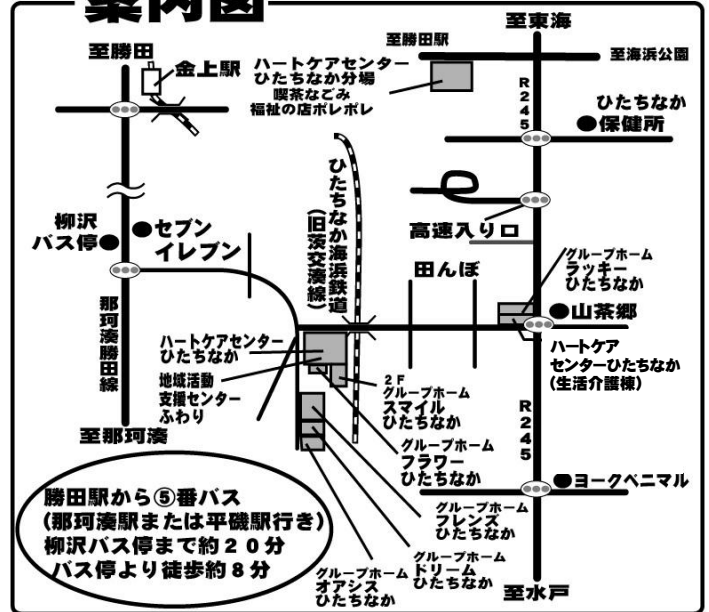 案内図
至勝田
金上駅
至勝田駅
至東海
至海浜公園
ハートケアセンター
ひたちなか分場
喫茶なごみ
福祉の店ポレポレ
R245
ひたちなか
●保健所
高速入り口
柳沢
バス停●
●セブン
イレブン
ひたちなか海浜鉄道
(旧茨交湊線)
田んぼ
グループホーム
ラッキー
ひたちなか
●山茶郷
ハートケア
センターひたちなか
(生活介護棟)
那珂湊勝田線
ハートケアセンター
ひたちなか
地域活動
支援センター
ふわり
至那珂湊
2F
グループホーム
スマイル
ひたちなか
グループホーム
フラワー
ひたちなか
R245
●ヨークベニマル
グループホーム
フレンズ
ひたちなか
グループホーム
ドリーム
ひたちなか
グループホーム
オアシス
ひたちなか
至水戸
勝田駅から⑤番バス
(那珂湊駅または平磯駅行き)
柳沢バス停まで約20分
バス停より徒歩約8分